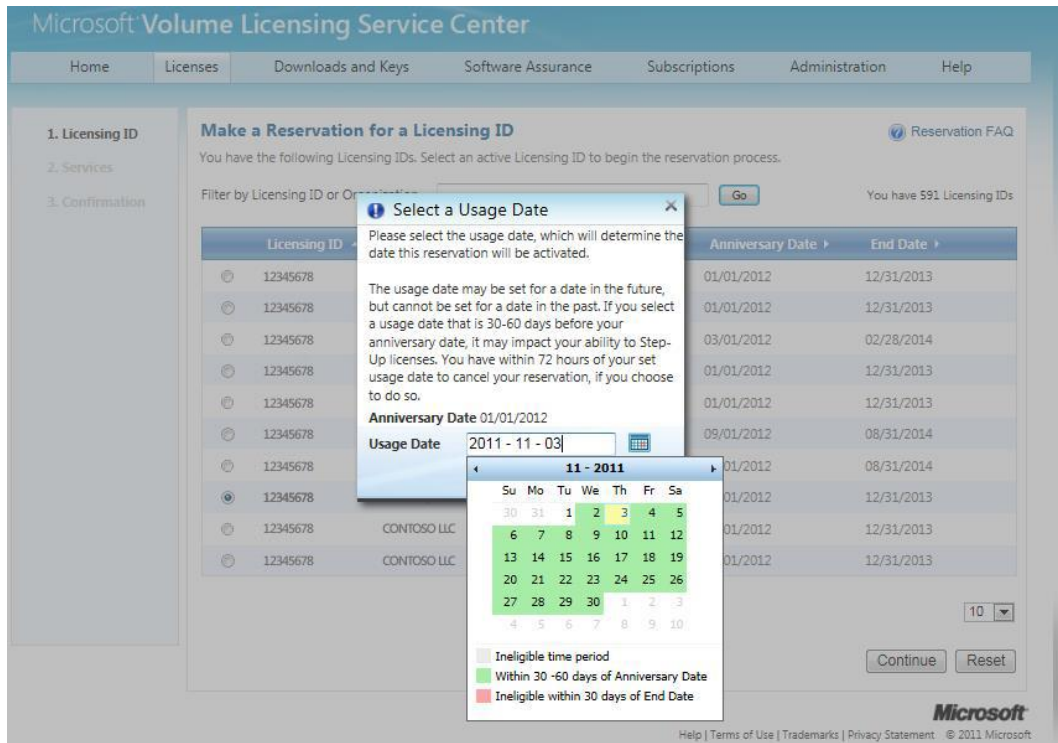 Microsoft Volume Licensing Service Center
Home Licenses Downloads and Keys Software Assurance Subscriptions Administration Help
1. Licensing ID
2. Services
3. Confirmation
Make a Reservation for a Licensing ID
Reservation FAQ
You have the following Licensing IDs. Select an active Licensing ID to begin the reservation process.
Filter by Licensing ID or Organization
Go
You have 591 Licensing IDs
Licensing ID Anniversary Date End Date
12345678 01/01/2012 12/31/2013
12345678 01/01/2012 12/31/2013
12345678 03/01/2012 02/28/2014
12345678 01/01/2012 12/31/2013
12345678 01/01/2012 12/31/2013
12345678 09/01/2012 08/31/2014
12345678 01/2012 08/31/2014
12345678 01/2012 12/31/2013
12345678 CONTOSO LLC 01/2012 12/31/2013
12345678 CONTOSO LLC 01/2012 12/31/2013
Select a Usage Date
Please select the usage date, which will determine the
date this reservation will be activated.
The usage date may be set for a date in the future,
but cannot be set for a date in the past. If you select
a usage date that is 30-60 days before your
anniversary date, it may impact your ability to Step-
Up licenses. You have within 72 hours of your set
usage date to cancel your reservation, if you choose
to do so.
Anniversary Date 01/01/2012
Usage Date 2011 - 11 - 03
11 - 2011
Su Mo Tu We Th Fr Sa
30 31 1 2 3 4 5
6 7 8 9 10 11 12
13 14 15 16 17 18 19
20 21 22 23 24 25 26
27 28 29 30 1 2 3
4 5 6 7 8 9 10
Ineligible time period
Within 30 -60 days of Anniversary Date
Ineligible within 30 days of End Date
10
Continue Reset
Microsoft
Help | Terms of Use | Trademarks | Privacy Statement © 2011 Microsoft